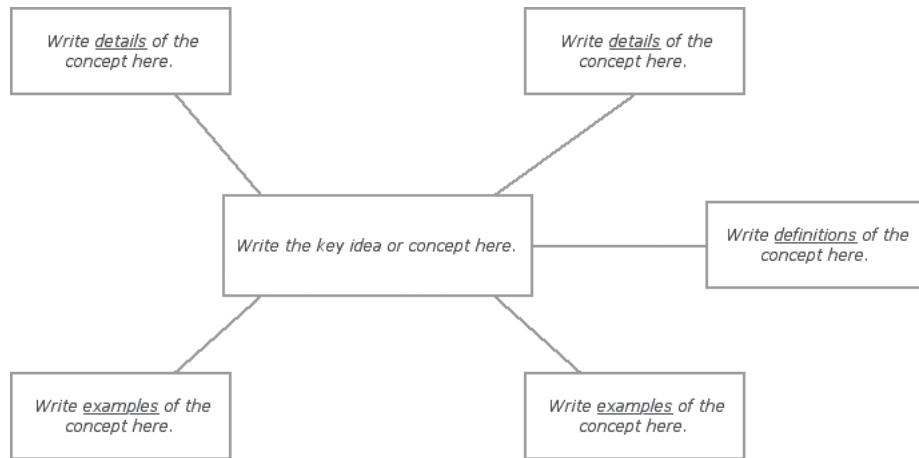 Write details of the
concept here.
Write details of the
concept here.
Write the key idea or concept here.
Write definitions of the
concept here.
Write examples of the
concept here.
Write examples of the
concept here.